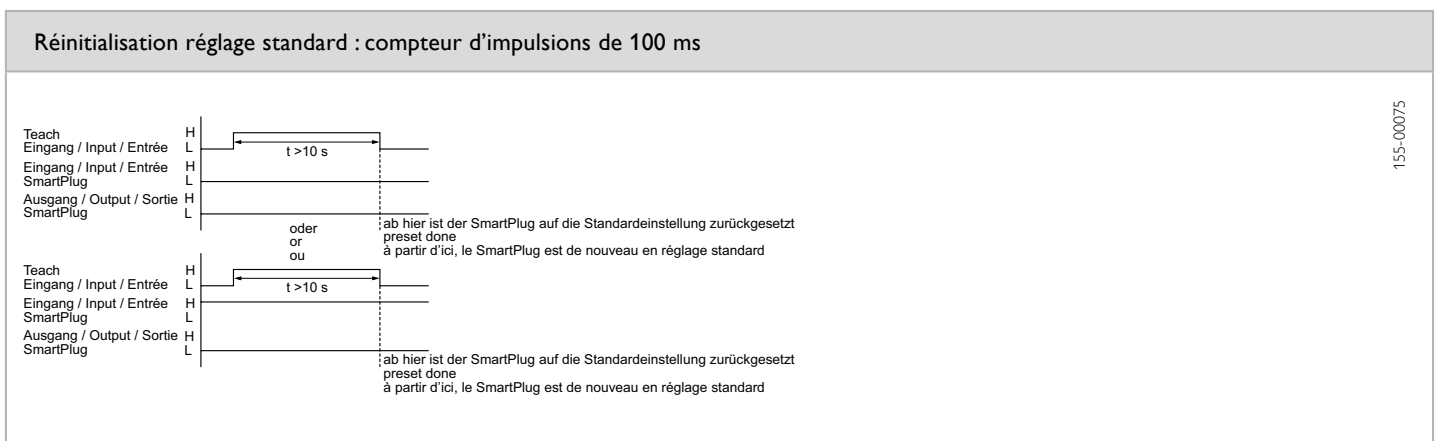 Réinitialisation réglage standard : compteur d’impulsions de 100 ms
155-00075
Teach H
Eingang / Input / Entrée L
t >10 s
Eingang / Input / Entrée H
SmartPlug L
Ausgang / Output / Sortie H
SmartPlug L
ab hier ist der SmartPlug auf die Standardeinstellung zurückgesetzt
preset done
à partir d’ici, le SmartPlug est de nouveau en réglage standard
oder
or
ou
Teach H
Eingang / Input / Entrée L
t >10 s
Eingang / Input / Entrée H
SmartPlug L
Ausgang / Output / Sortie H
SmartPlug L
ab hier ist der SmartPlug auf die Standardeinstellung zurückgesetzt
preset done
à partir d’ici, le SmartPlug est de nouveau en réglage standard